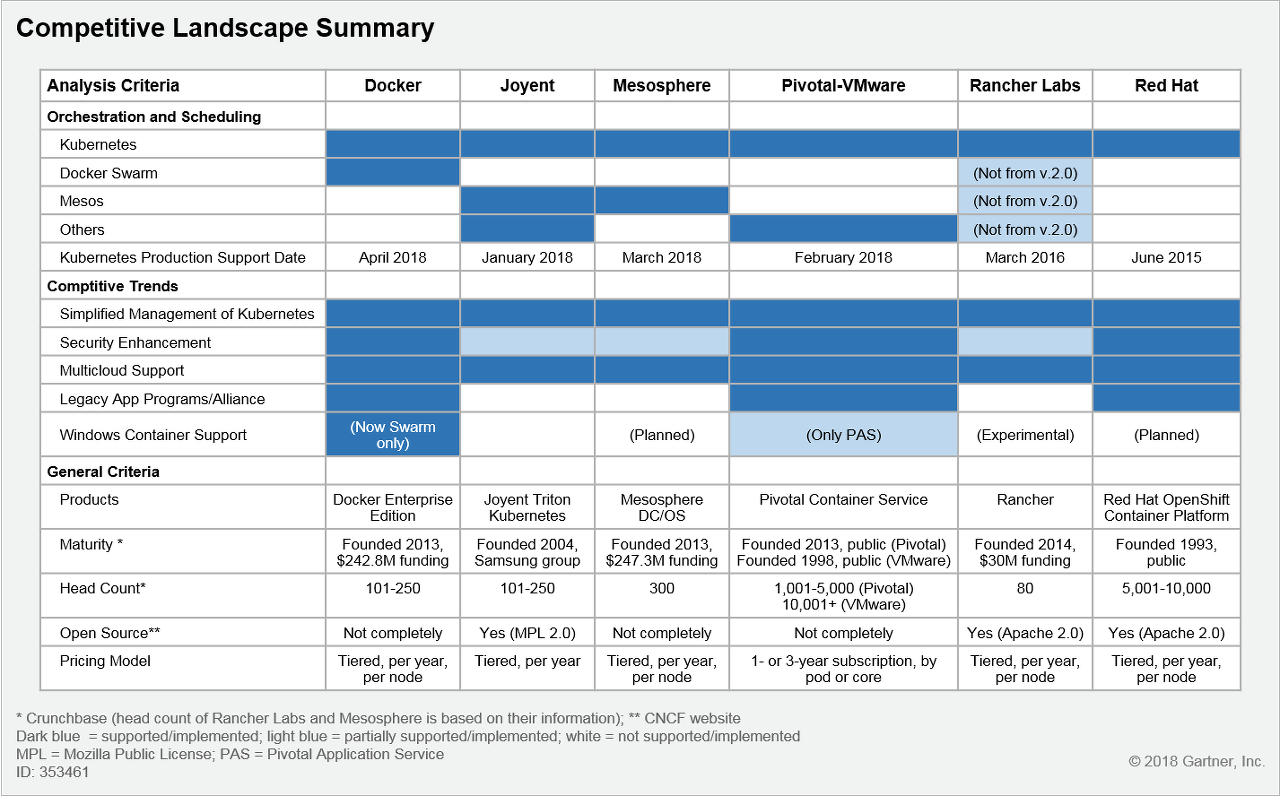 Competitive Landscape Summary
Analysis Criteria Docker Joyent Mesosphere Pivotal-VMware Rancher Labs Red Hat
Orchestration and Scheduling
Kubernetes
Docker Swarm (Not from v.2.0)
Mesos (Not from v.2.0)
Others (Not from v.2.0)
Kubernetes Production Support Date April 2018 January 2018 March 2018 February 2018 March 2016 June 2015
Comptitive Trends
Simplified Management of Kubernetes
Security Enhancement
Multicloud Support
Legacy App Programs/Alliance
Windows Container Support (Now Swarm only) (Planned) (Only PAS) (Experimental) (Planned)
General Criteria
Products Docker Enterprise Edition Joyent Triton Kubernetes Mesosphere DC/OS Pivotal Container Service Rancher Red Hat OpenShift Container Platform
Maturity * Founded 2013, $242.8M funding Founded 2004, Samsung group Founded 2013, $247.3M funding Founded 2013, public (Pivotal) Founded 1998, public (VMware) Founded 2014, $30M funding Founded 1993, public
Head Count* 101-250 101-250 300 1,001-5,000 (Pivotal) 10,001+ (VMware) 80 5,001-10,000
Open Source** Not completely Yes (MPL 2.0) Not completely Not completely Yes (Apache 2.0) Yes (Apache 2.0)
Pricing Model Tiered, per year, per node Tiered, per year Tiered, per year, per node 1- or 3-year subscription, by pod or core Tiered, per year, per node Tiered, per year, per node
* Crunchbase (head count of Rancher Labs and Mesosphere is based on their information); ** CNCF website
Dark blue = supported/implemented; light blue = partially supported/implemented; white = not supported/implemented
MPL = Mozilla Public License; PAS = Pivotal Application Service
ID: 353461
© 2018 Gartner, Inc.